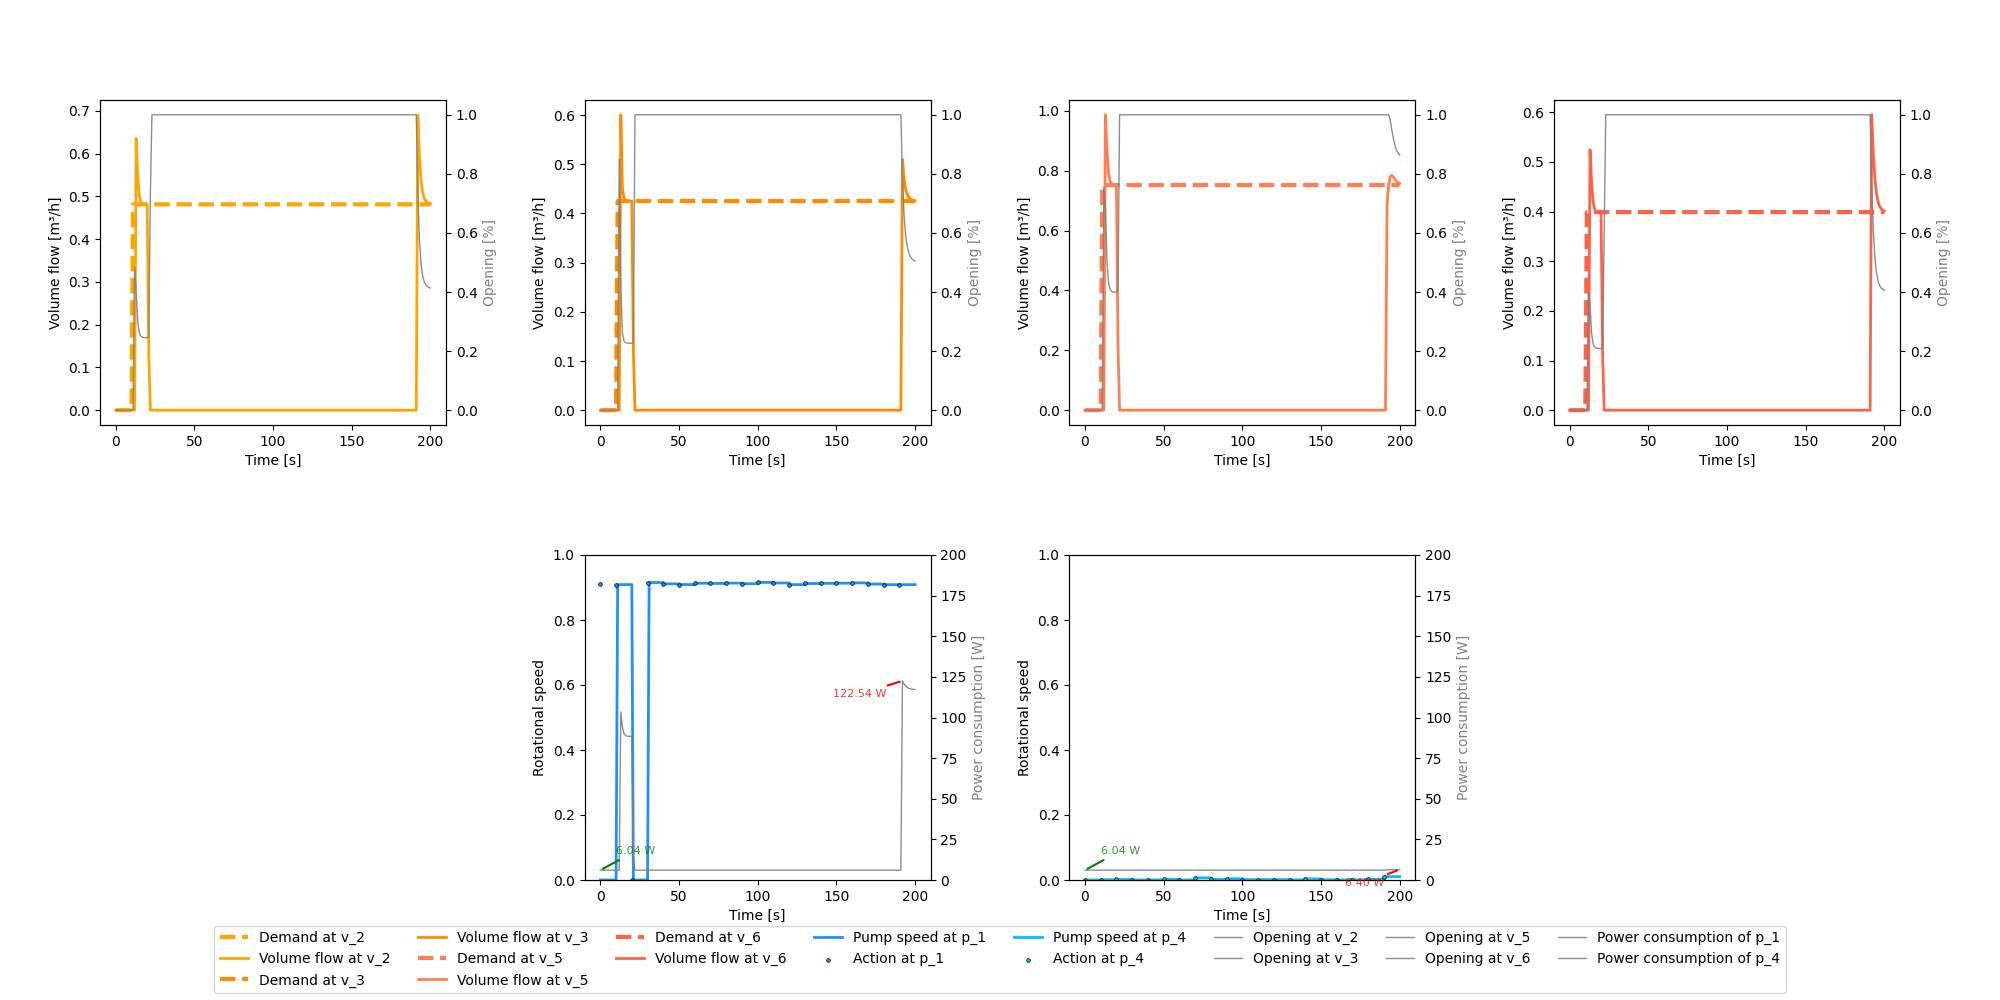 0.7
0.6
0.5
0.4
0.3
0.2
0.1
0.0
Volume flow [m³/h]
0 50 100 150 200
Time [s]
1.0
0.8
0.6
0.4
0.2
0.0
Opening [%]
0.6
0.5
0.4
0.3
0.2
0.1
0.0
Volume flow [m³/h]
0 50 100 150 200
Time [s]
1.0
0.8
0.6
0.4
0.2
0.0
Opening [%]
1.0
0.8
0.6
0.4
0.2
0.0
Volume flow [m³/h]
0 50 100 150 200
Time [s]
1.0
0.8
0.6
0.4
0.2
0.0
Opening [%]
0.6
0.5
0.4
0.3
0.2
0.1
0.0
Volume flow [m³/h]
0 50 100 150 200
Time [s]
1.0
0.8
0.6
0.4
0.2
0.0
Opening [%]
1.0
0.8
0.6
0.4
0.2
0.0
Rotational speed
6.04 W
122.54 W
0 50 100 150 200
Time [s]
200
175
150
125
100
75
50
25
0
Power consumption [W]
1.0
0.8
0.6
0.4
0.2
0.0
Rotational speed
6.04 W
6.40 W
0 50 100 150 200
Time [s]
200
175
150
125
100
75
50
25
0
Power consumption [W]
Demand at v_2
Volume flow at v_2
Demand at v_3
Volume flow at v_3
Demand at v_5
Volume flow at v_5
Demand at v_6
Volume flow at v_6
Pump speed at p_1
Action at p_1
Pump speed at p_4
Action at p_4
Opening at v_2
Opening at v_3
Opening at v_5
Opening at v_6
Power consumption of p_1
Power consumption of p_4